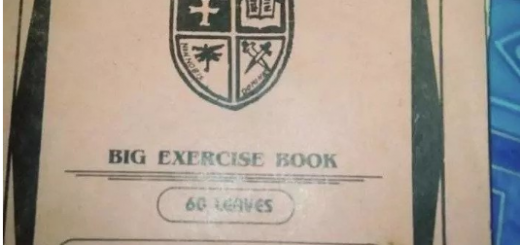 BIG EXERCISE BOOK
60 LEAVES